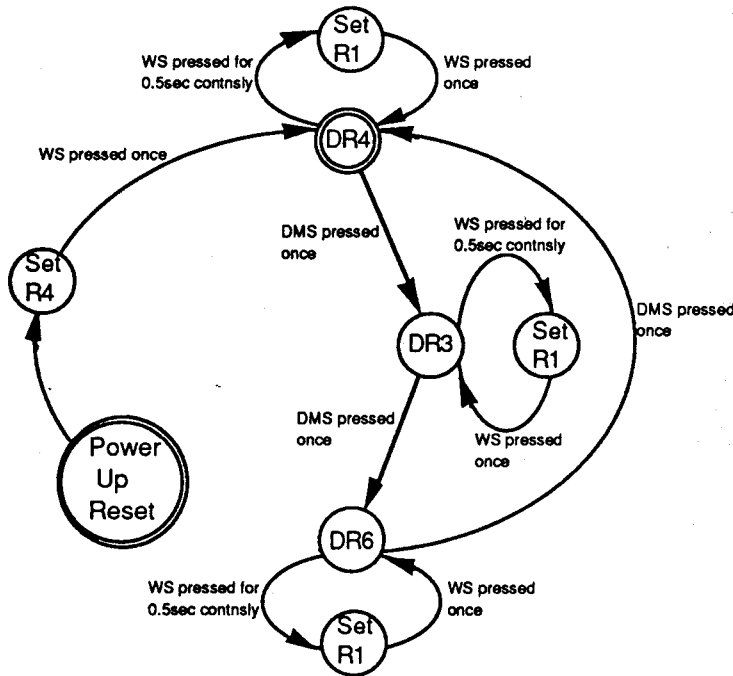 Set
R1
WS pressed for
0.5sec contnsly
WS pressed
once
DR4
WS pressed once
DMS pressed
once
WS pressed for
0.5sec contnsly
Set
R4
DR3
Set
R1
DMS pressed
once
DMS pressed
once
WS pressed
once
Power
Up
Reset
DR6
WS pressed for
0.5sec contnsly
WS pressed
once
Set
R1